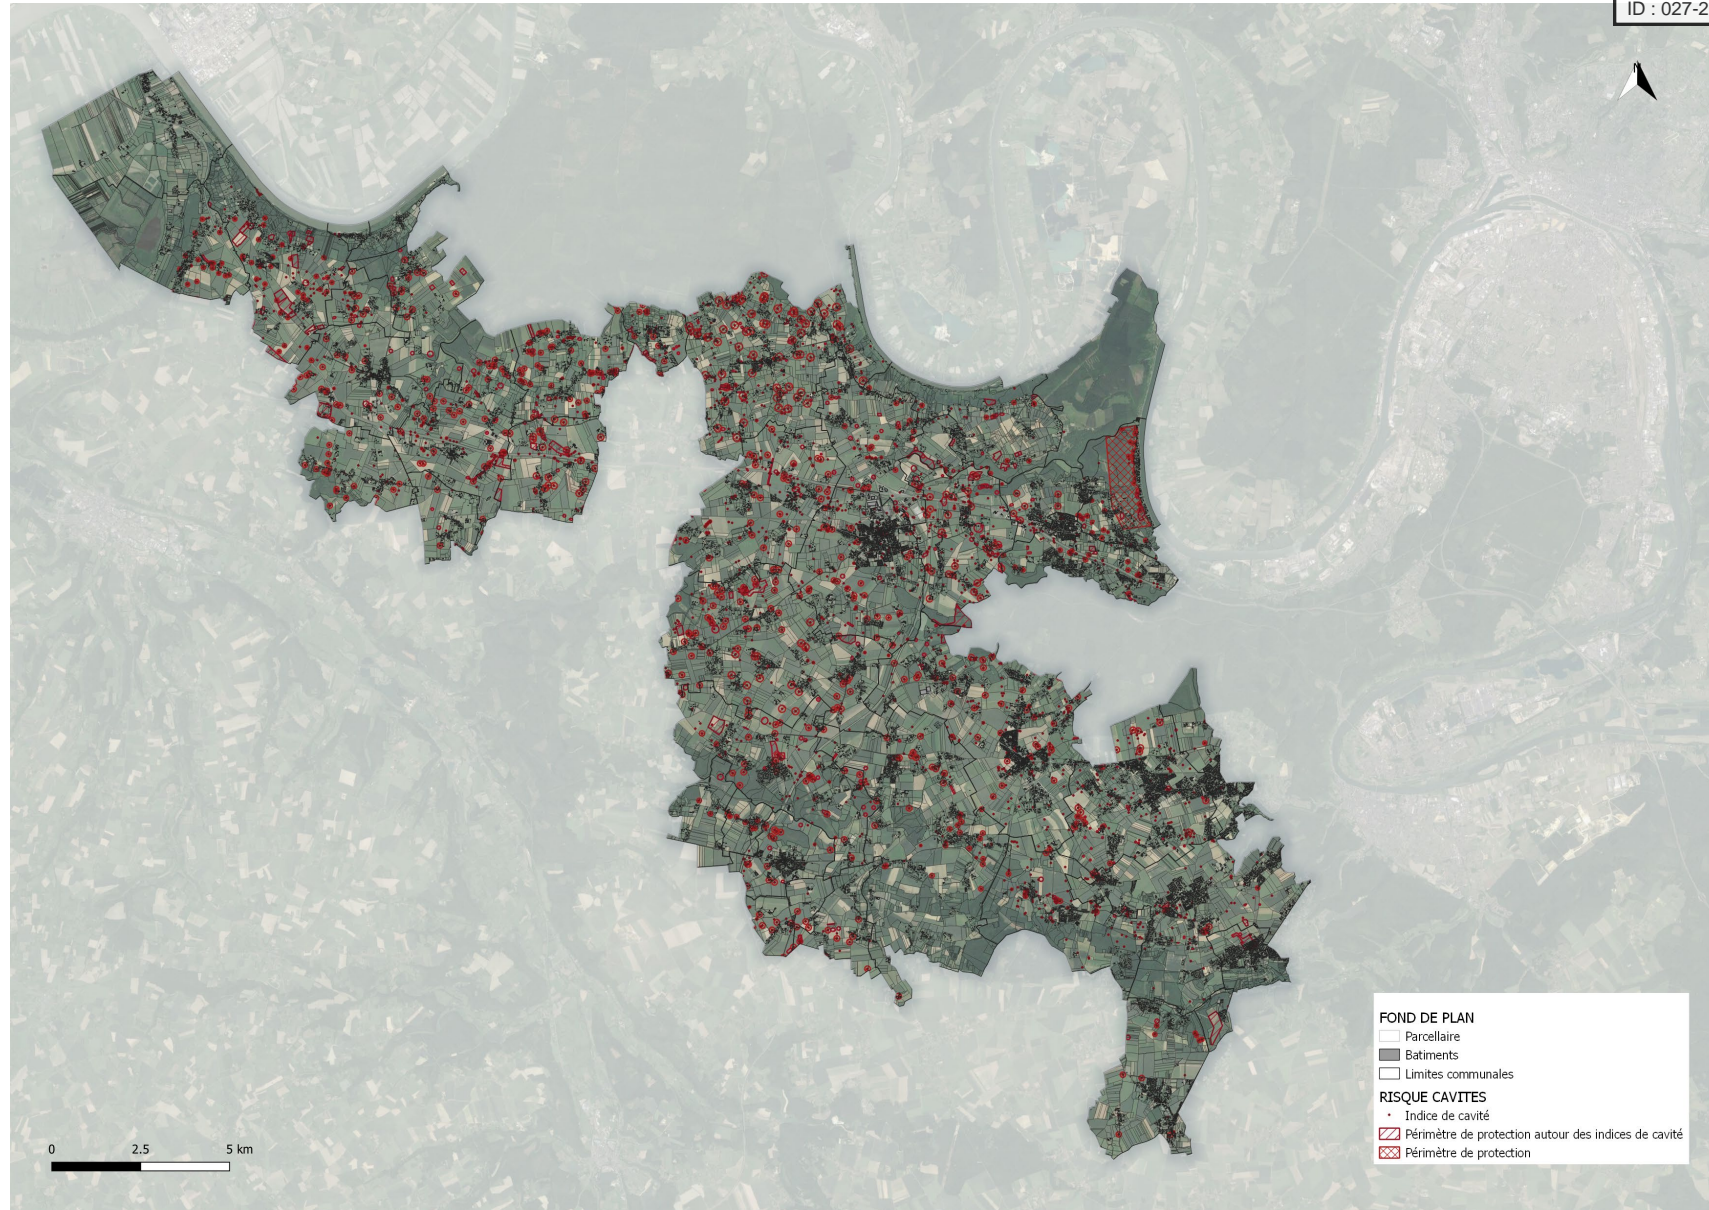 ID : 027-2
N
FOND DE PLAN
Parcellaire
Batiments
Limites communales
RISQUE CAVITES
Indice de cavité
Périmètre de protection autour des indices de cavité
Périmètre de protection
0 2.5 5 km